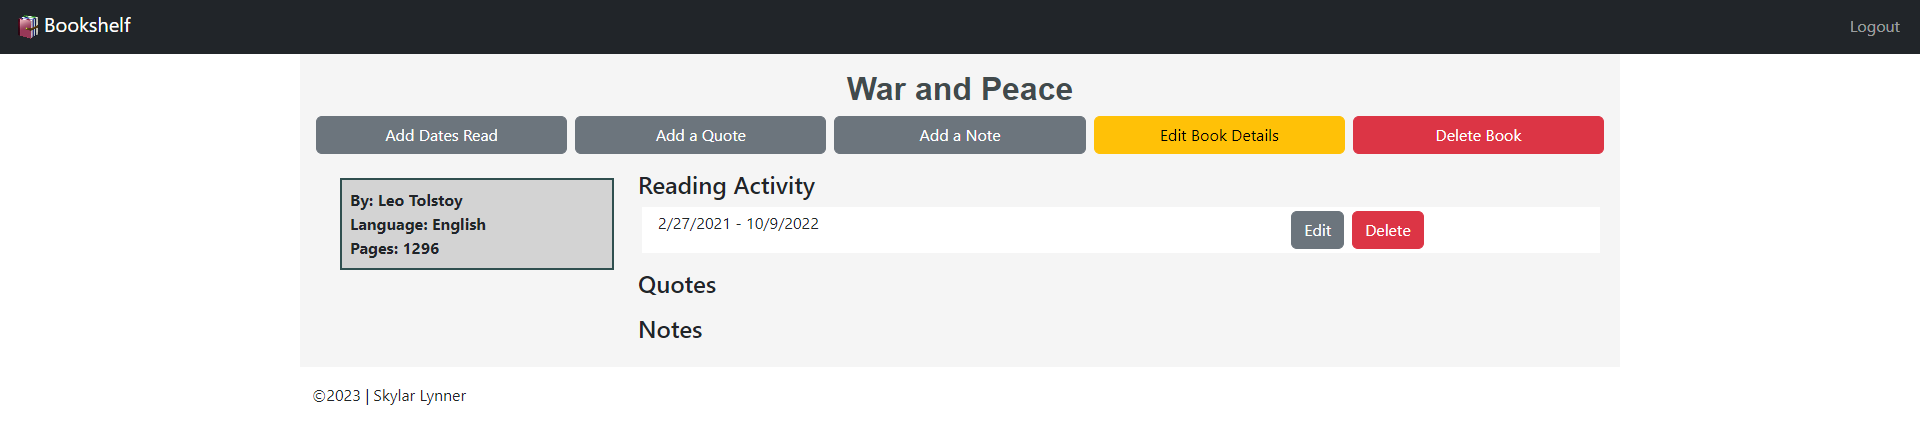 Bookshelf
Logout
War and Peace
Add Dates Read
Add a Quote
Add a Note
Edit Book Details
Delete Book
By: Leo Tolstoy
Language: English
Pages: 1296
Reading Activity
2/27/2021 - 10/9/2022
Edit
Delete
Quotes
Notes
©2023 | Skylar Lynner